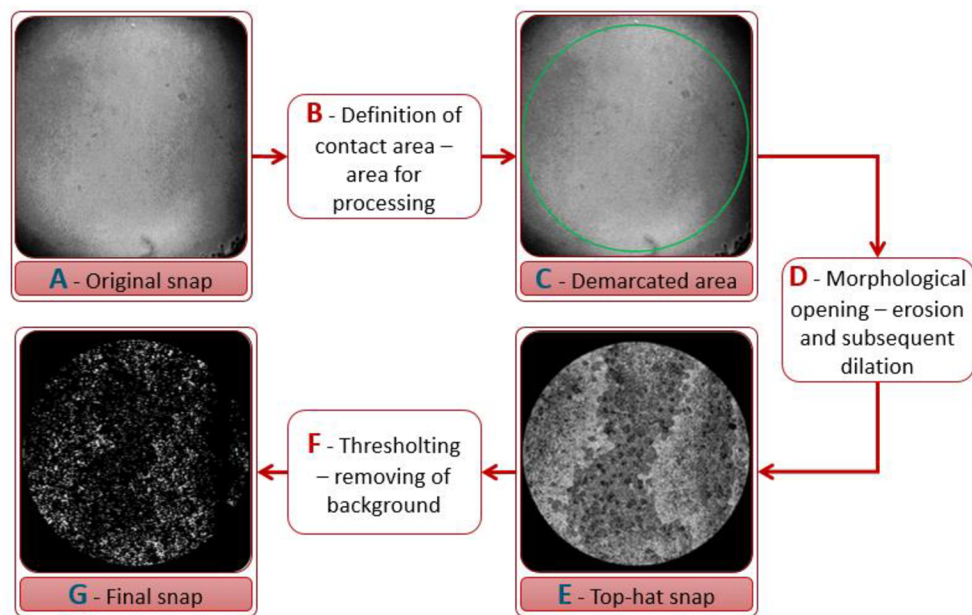 A - Original snap
B - Definition of
contact area –
area for
processing
C - Demarcated area
D - Morphological
opening – erosion
and subsequent
dilation
E - Top-hat snap
F - Thresholting
– removing of
background
G - Final snap